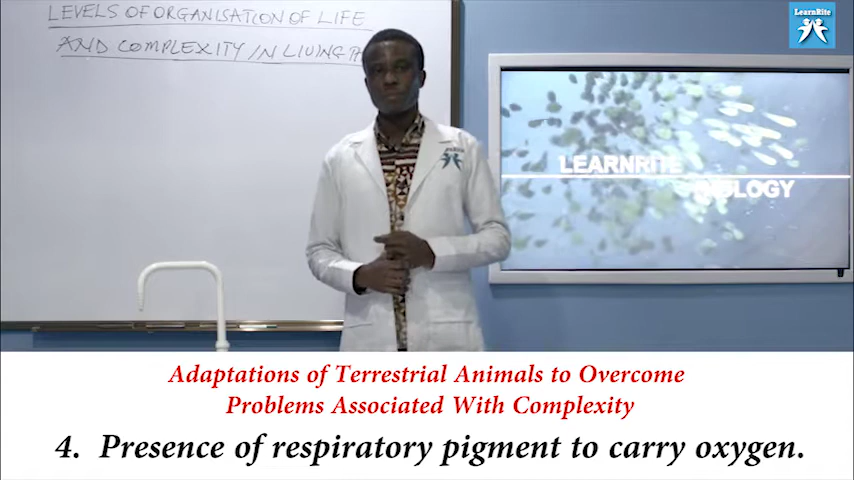 LEVELS OF ORGANISATION OF LIFE
AND COMPLEXITY IN LIVING
LearnRite
LEARNRITE
BIOLOGY
Adaptations of Terrestrial Animals to Overcome
Problems Associated With Complexity
4. Presence of respiratory pigment to carry oxygen.